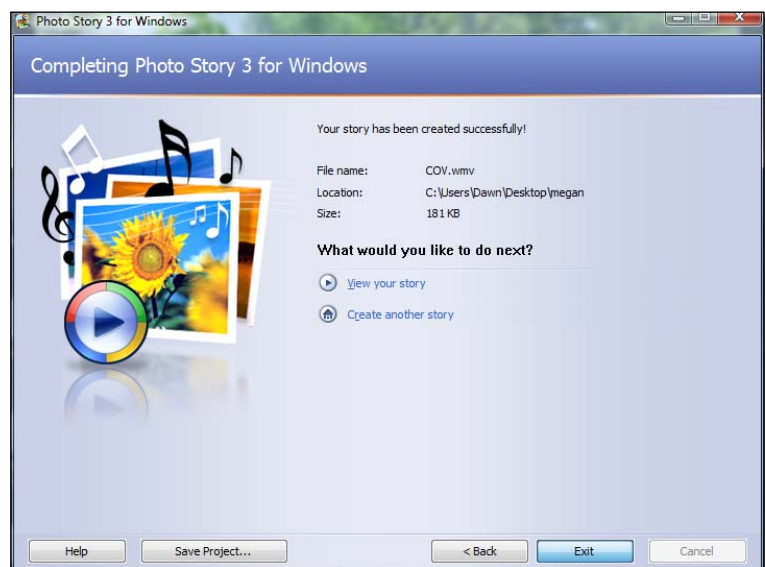 Photo Story 3 for Windows
Completing Photo Story 3 for Windows
Your story has been created successfully!
File name: COV.wmv
Location: C:\Users\Dawn\Desktop\megan
Size: 181 KB
What would you like to do next?
View your story
Create another story
Help Save Project... < Back Exit Cancel